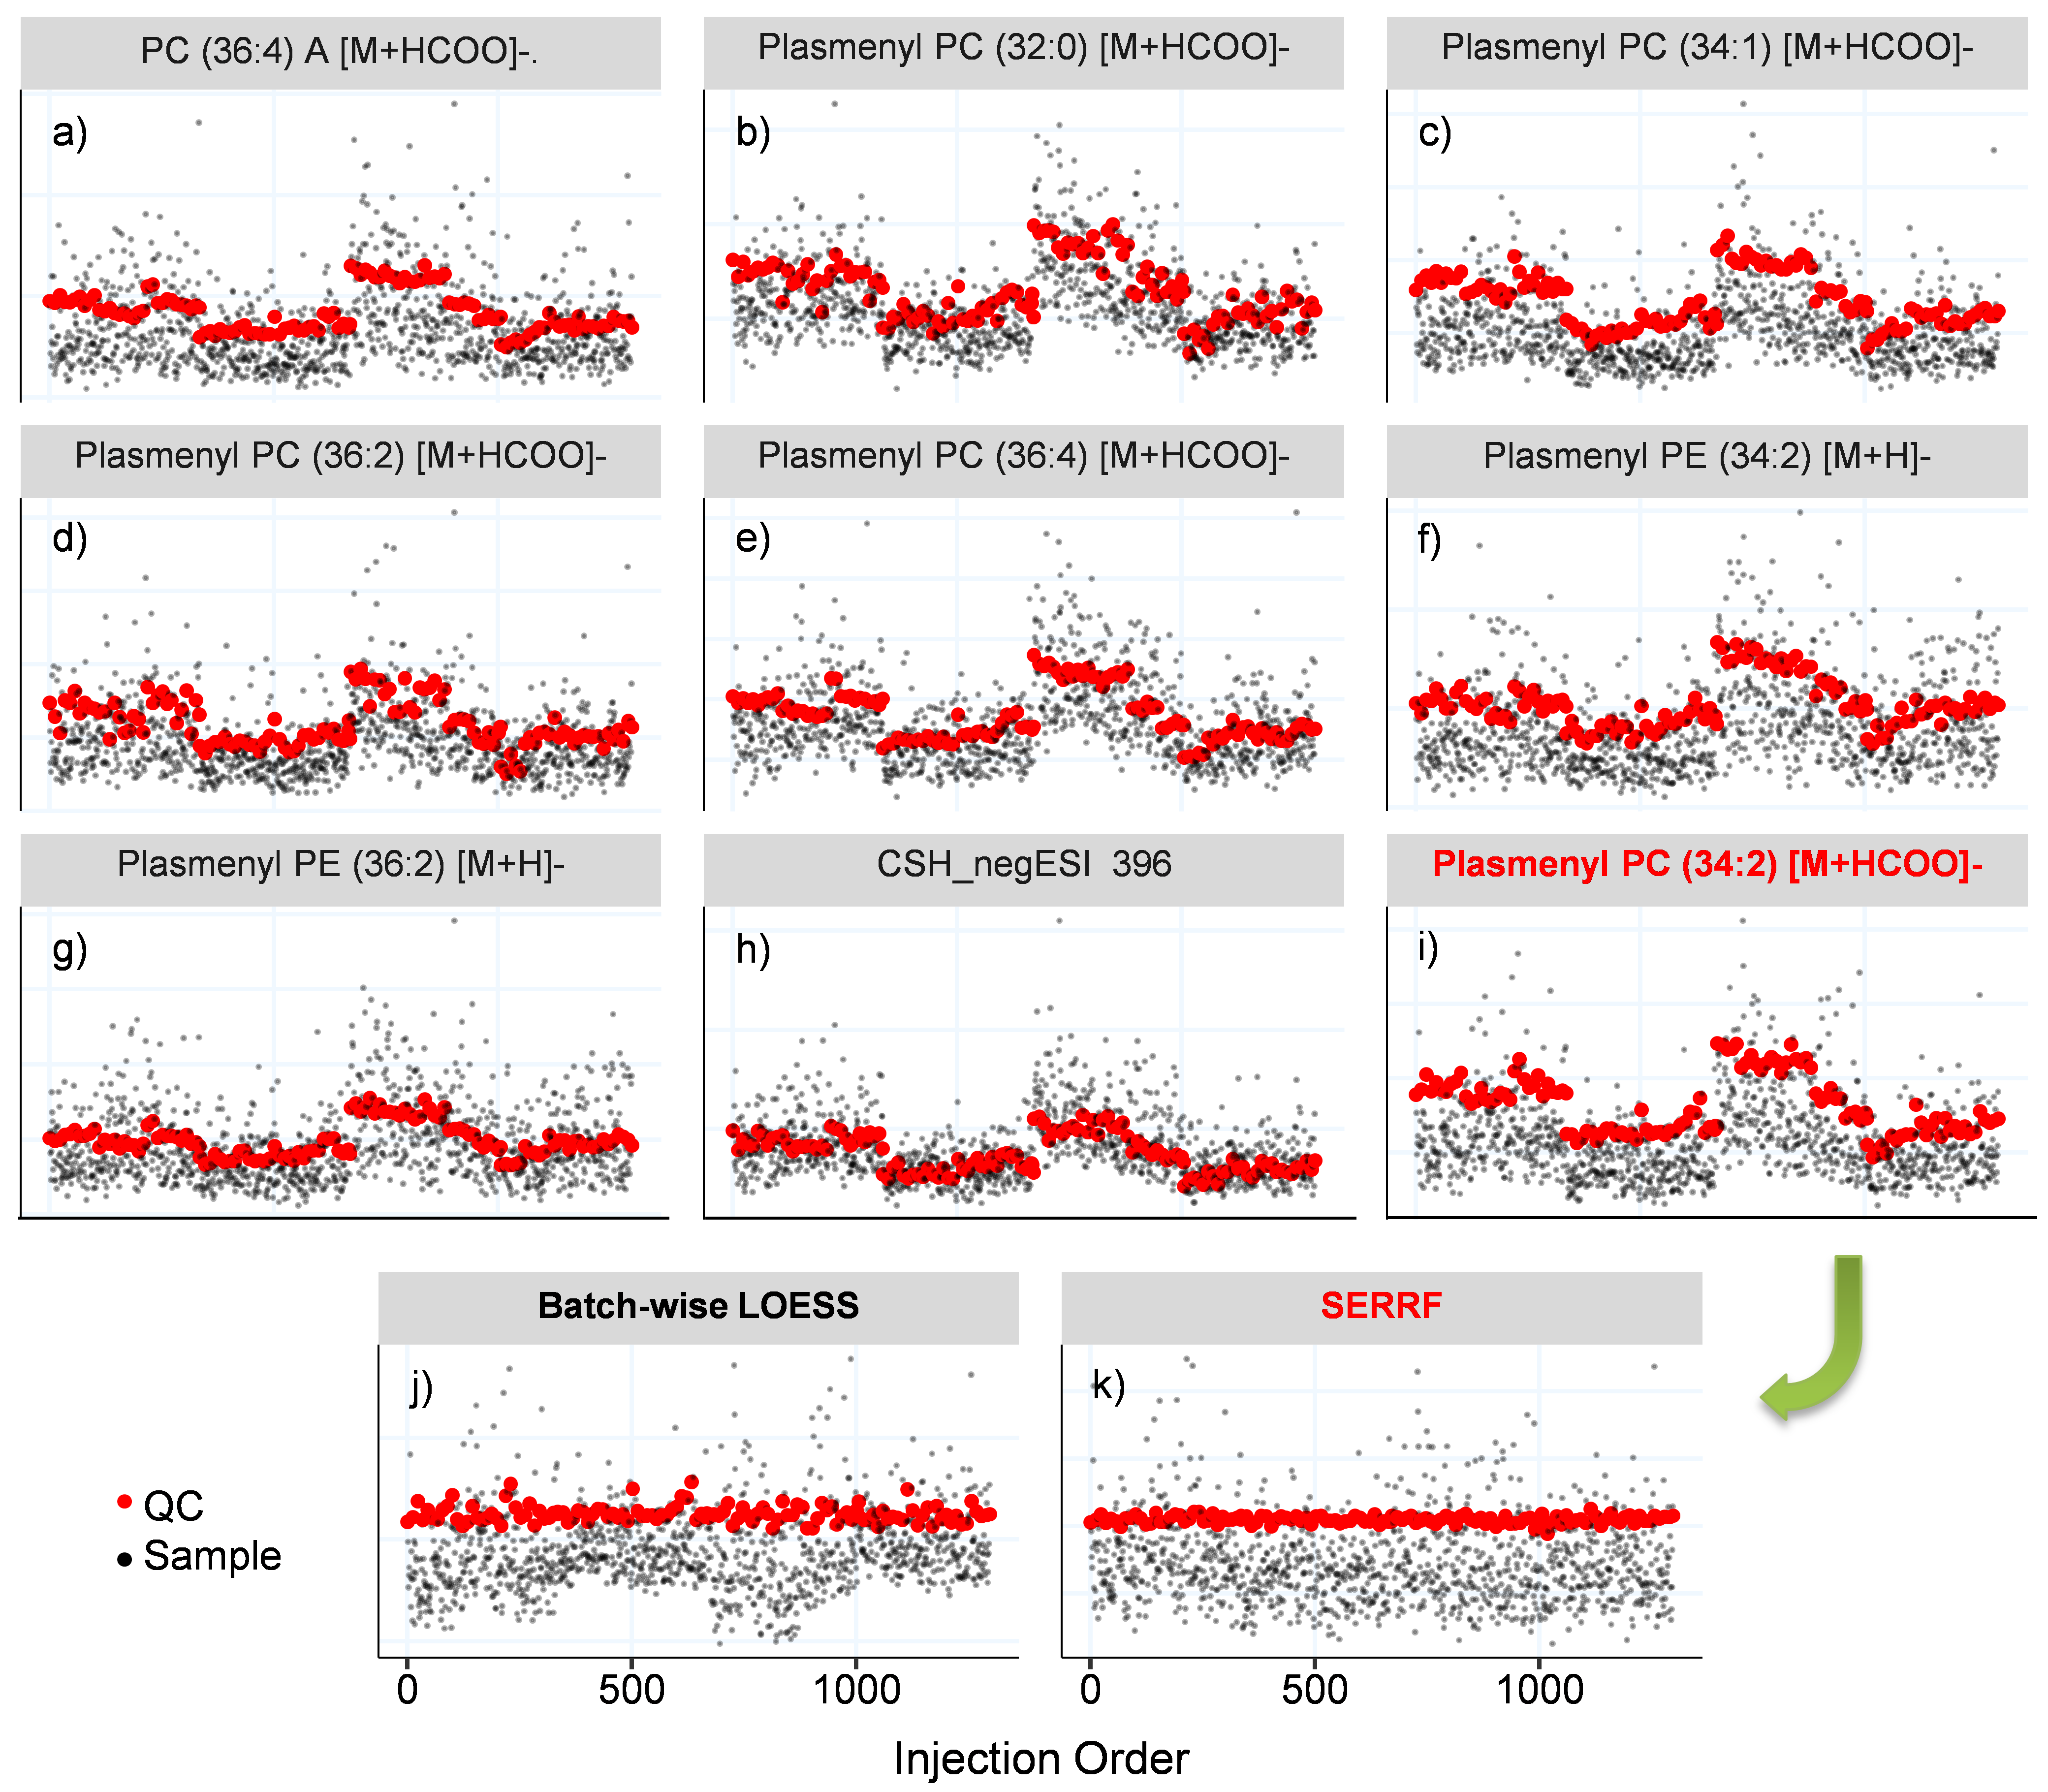 PC (36:4) A [M+HCOO]-.
Plasmenyl PC (32:0) [M+HCOO]-
Plasmenyl PC (34:1) [M+HCOO]-
a)
b)
c)
Plasmenyl PC (36:2) [M+HCOO]-
Plasmenyl PC (36:4) [M+HCOO]-
Plasmenyl PE (34:2) [M+H]-
d)
e)
f)
Plasmenyl PE (36:2) [M+H]-
CSH_negESI 396
Plasmenyl PC (34:2) [M+HCOO]-
g)
h)
i)
Batch-wise LOESS
SERRF
j)
k)
QC
Sample
0
500
1000
0
500
1000
Injection Order